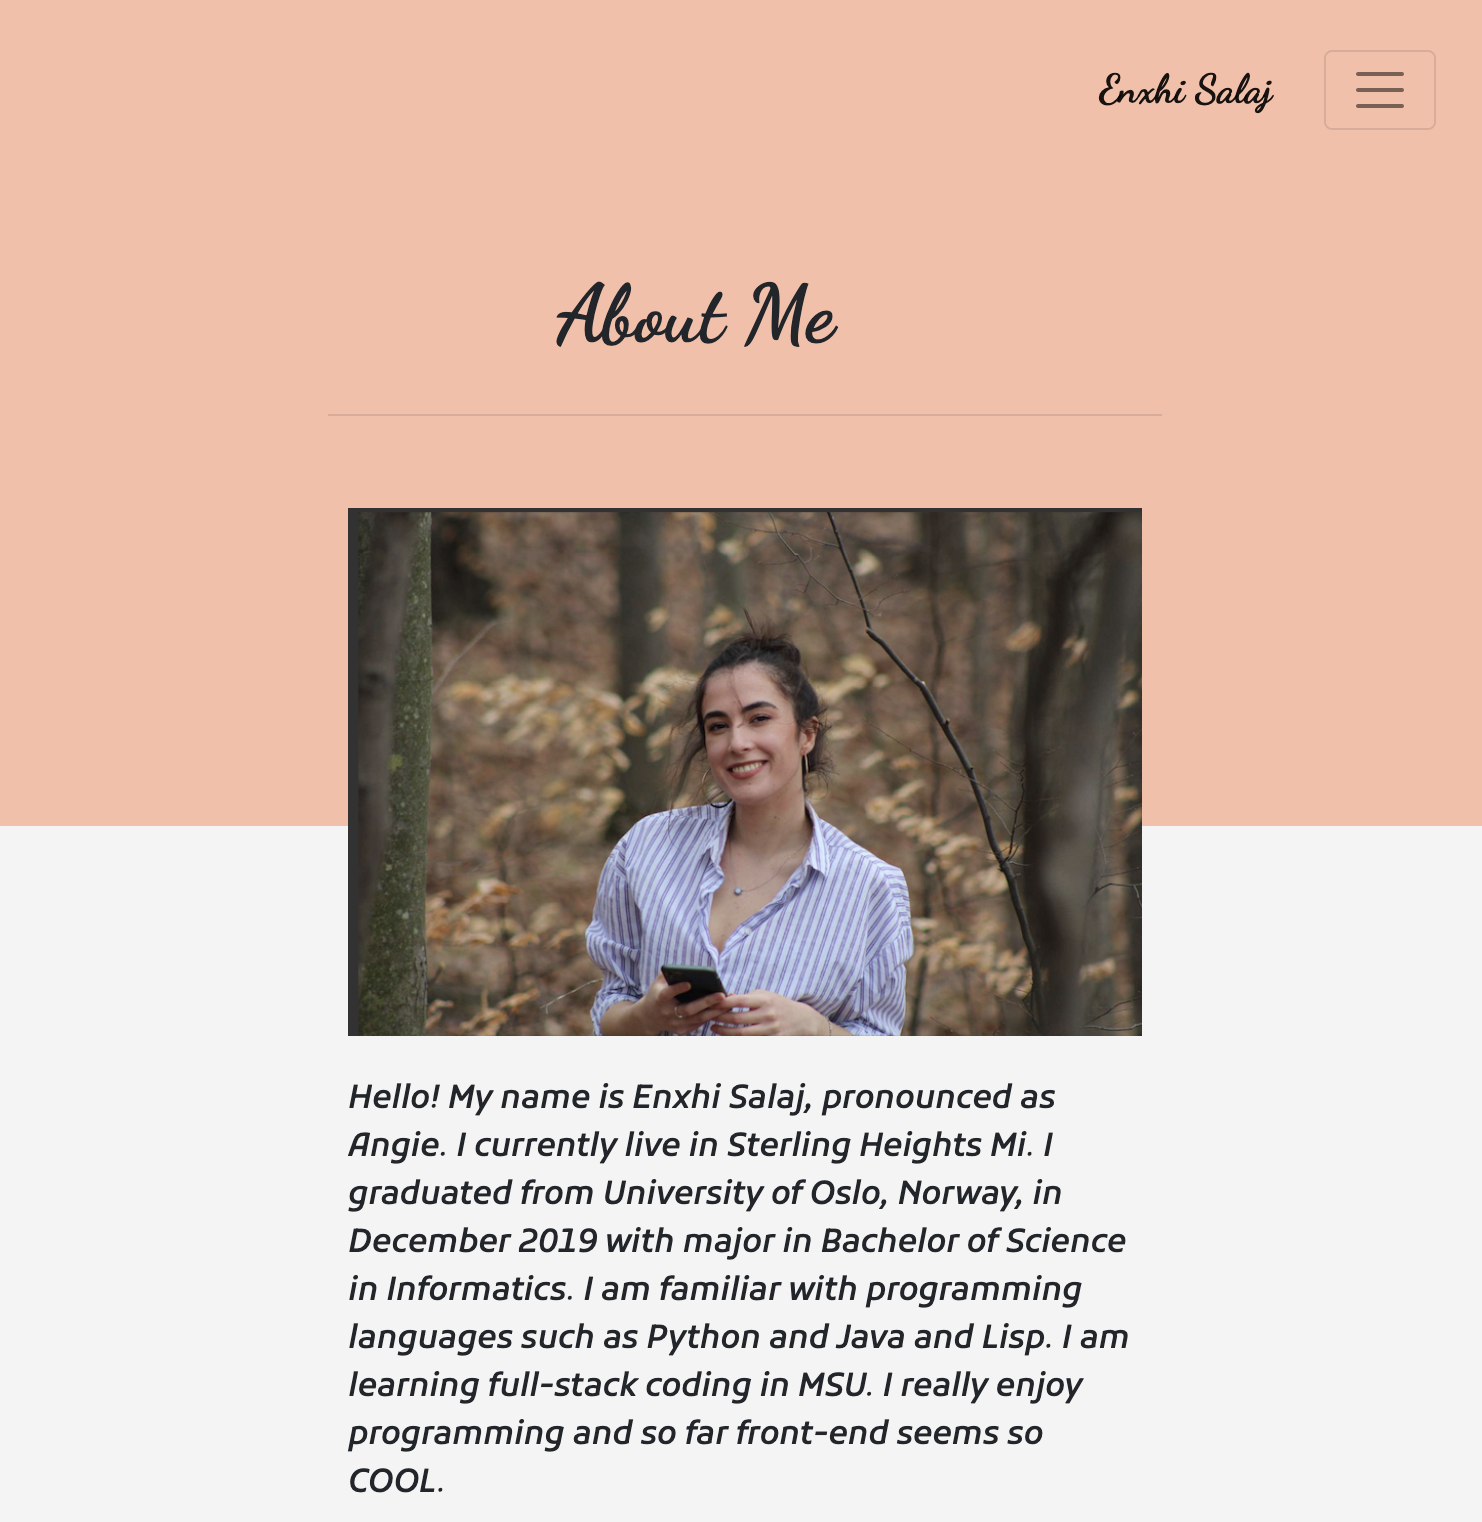 Enxhi Salaj
About Me
Hello! My name is Enxhi Salaj, pronounced as
Angie. I currently live in Sterling Heights Mi. I
graduated from University of Oslo, Norway, in
December 2019 with major in Bachelor of Science
in Informatics. I am familiar with programming
languages such as Python and Java and Lisp. I am
learning full-stack coding in MSU. I really enjoy
programming and so far front-end seems so
COOL.